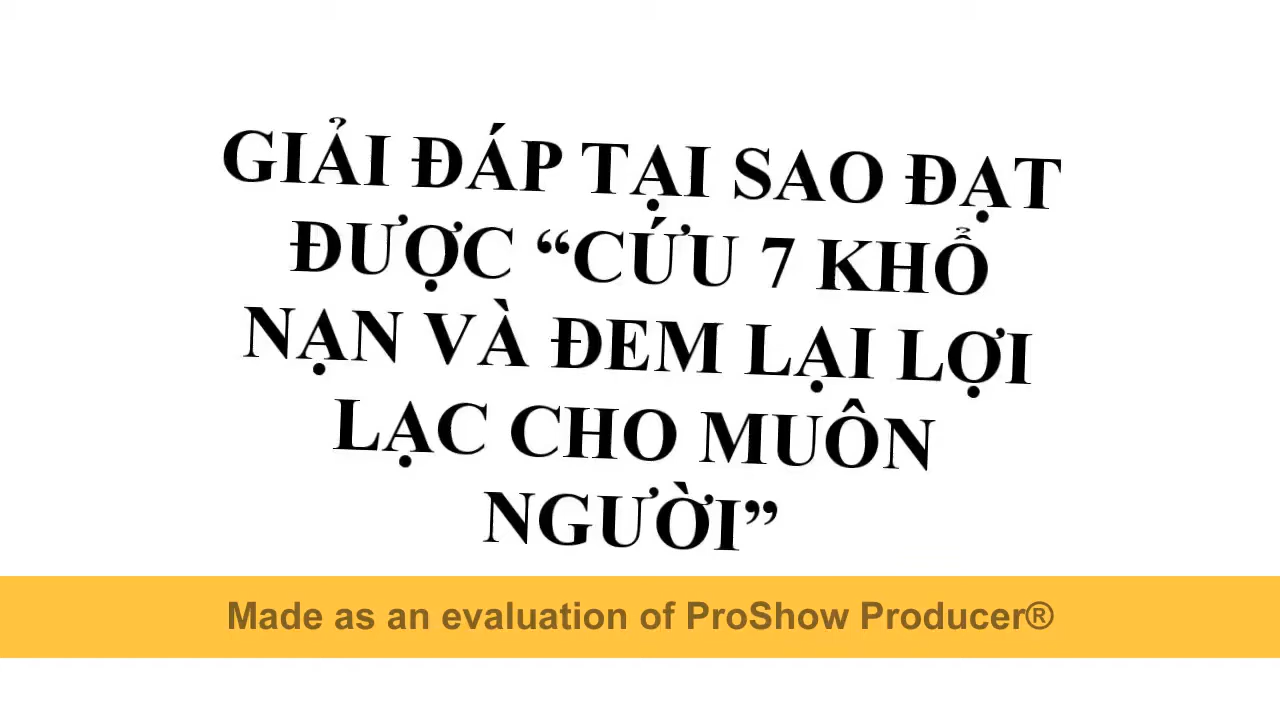 GIẢI ĐÁP TẠI SAO ĐẠT
ĐƯỢC “CỨU 7 KHỔ
NẠN VÀ ĐEM LẠI LỢI
LẠC CHO MUÔN
NGƯỜI”
Made as an evaluation of ProShow Producer®